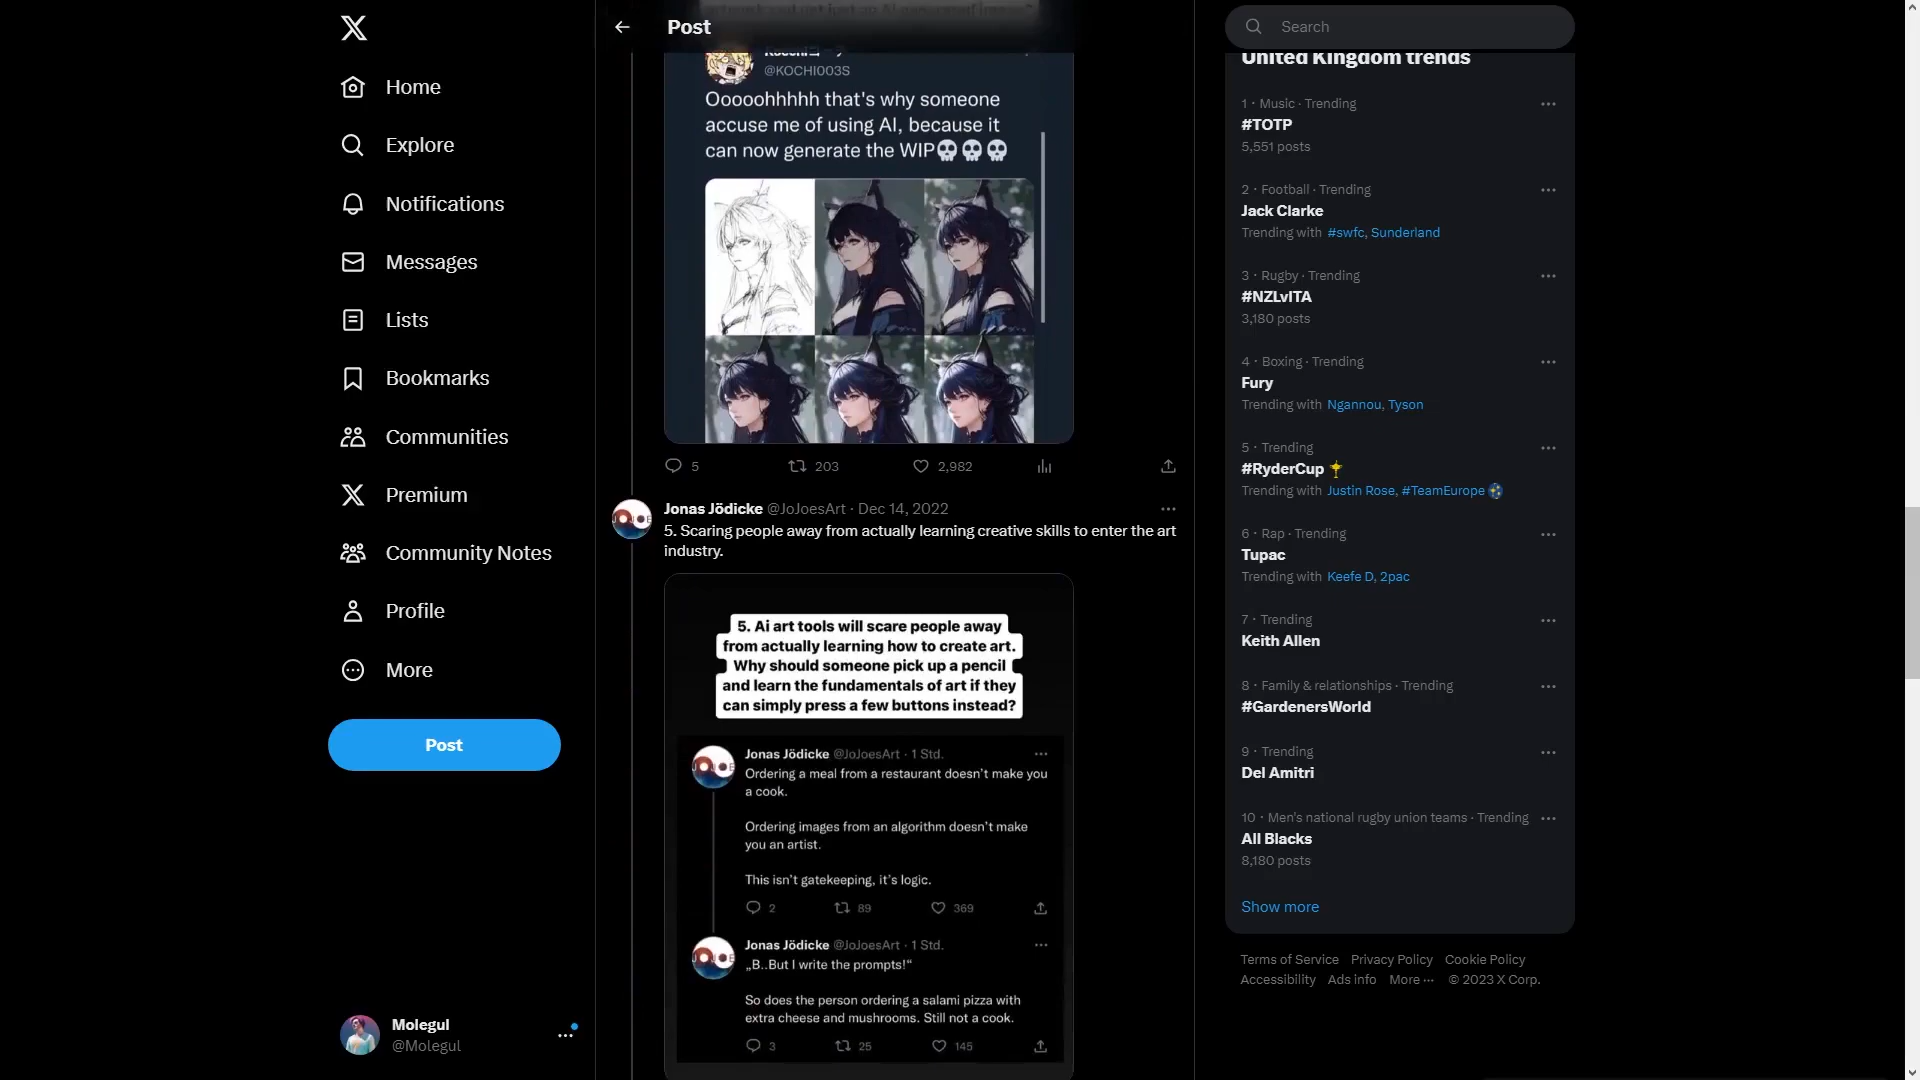 Home
Explore
Notifications
Messages
Lists
Bookmarks
Communities
Premium
Community Notes
Profile
More
Post
Molegul
@Molegul
Post
@KOCHI003S
Ooooohhhhh that's why someone
accuse me of using AI, because it
can now generate the WIP💀💀💀
5
203
2,982
Jonas Jödicke @JoJoesArt · Dec 14, 2022
5. Scaring people away from actually learning creative skills to enter the art
industry.
5. Ai art tools will scare people away
from actually learning how to create art.
Why should someone pick up a pencil
and learn the fundamentals of art if they
can simply press a few buttons instead?
Jonas Jödicke @JoJoesArt · 1 Std.
Ordering a meal from a restaurant doesn't make you
a cook.
Ordering images from an algorithm doesn't make
you an artist.
This isn't gatekeeping, it's logic.
2
89
369
Jonas Jödicke @JoJoesArt · 1 Std.
„B..But I write the prompts!“
So does the person ordering a salami pizza with
extra cheese and mushrooms. Still not a cook.
3
25
145
Search
United Kingdom trends
1 · Music · Trending
#TOTP
5,551 posts
2 · Football · Trending
Jack Clarke
Trending with #swfc, Sunderland
3 · Rugby · Trending
#NZLvITA
3,180 posts
4 · Boxing · Trending
Fury
Trending with Ngannou, Tyson
5 · Trending
#RyderCup
Trending with Justin Rose, #TeamEurope
6 · Rap · Trending
Tupac
Trending with Keefe D, 2pac
7 · Trending
Keith Allen
8 · Family & relationships · Trending
#GardenersWorld
9 · Trending
Del Amitri
10 · Men's national rugby union teams · Trending
All Blacks
8,180 posts
Show more
Terms of Service Privacy Policy Cookie Policy
Accessibility Ads info More ··· © 2023 X Corp.